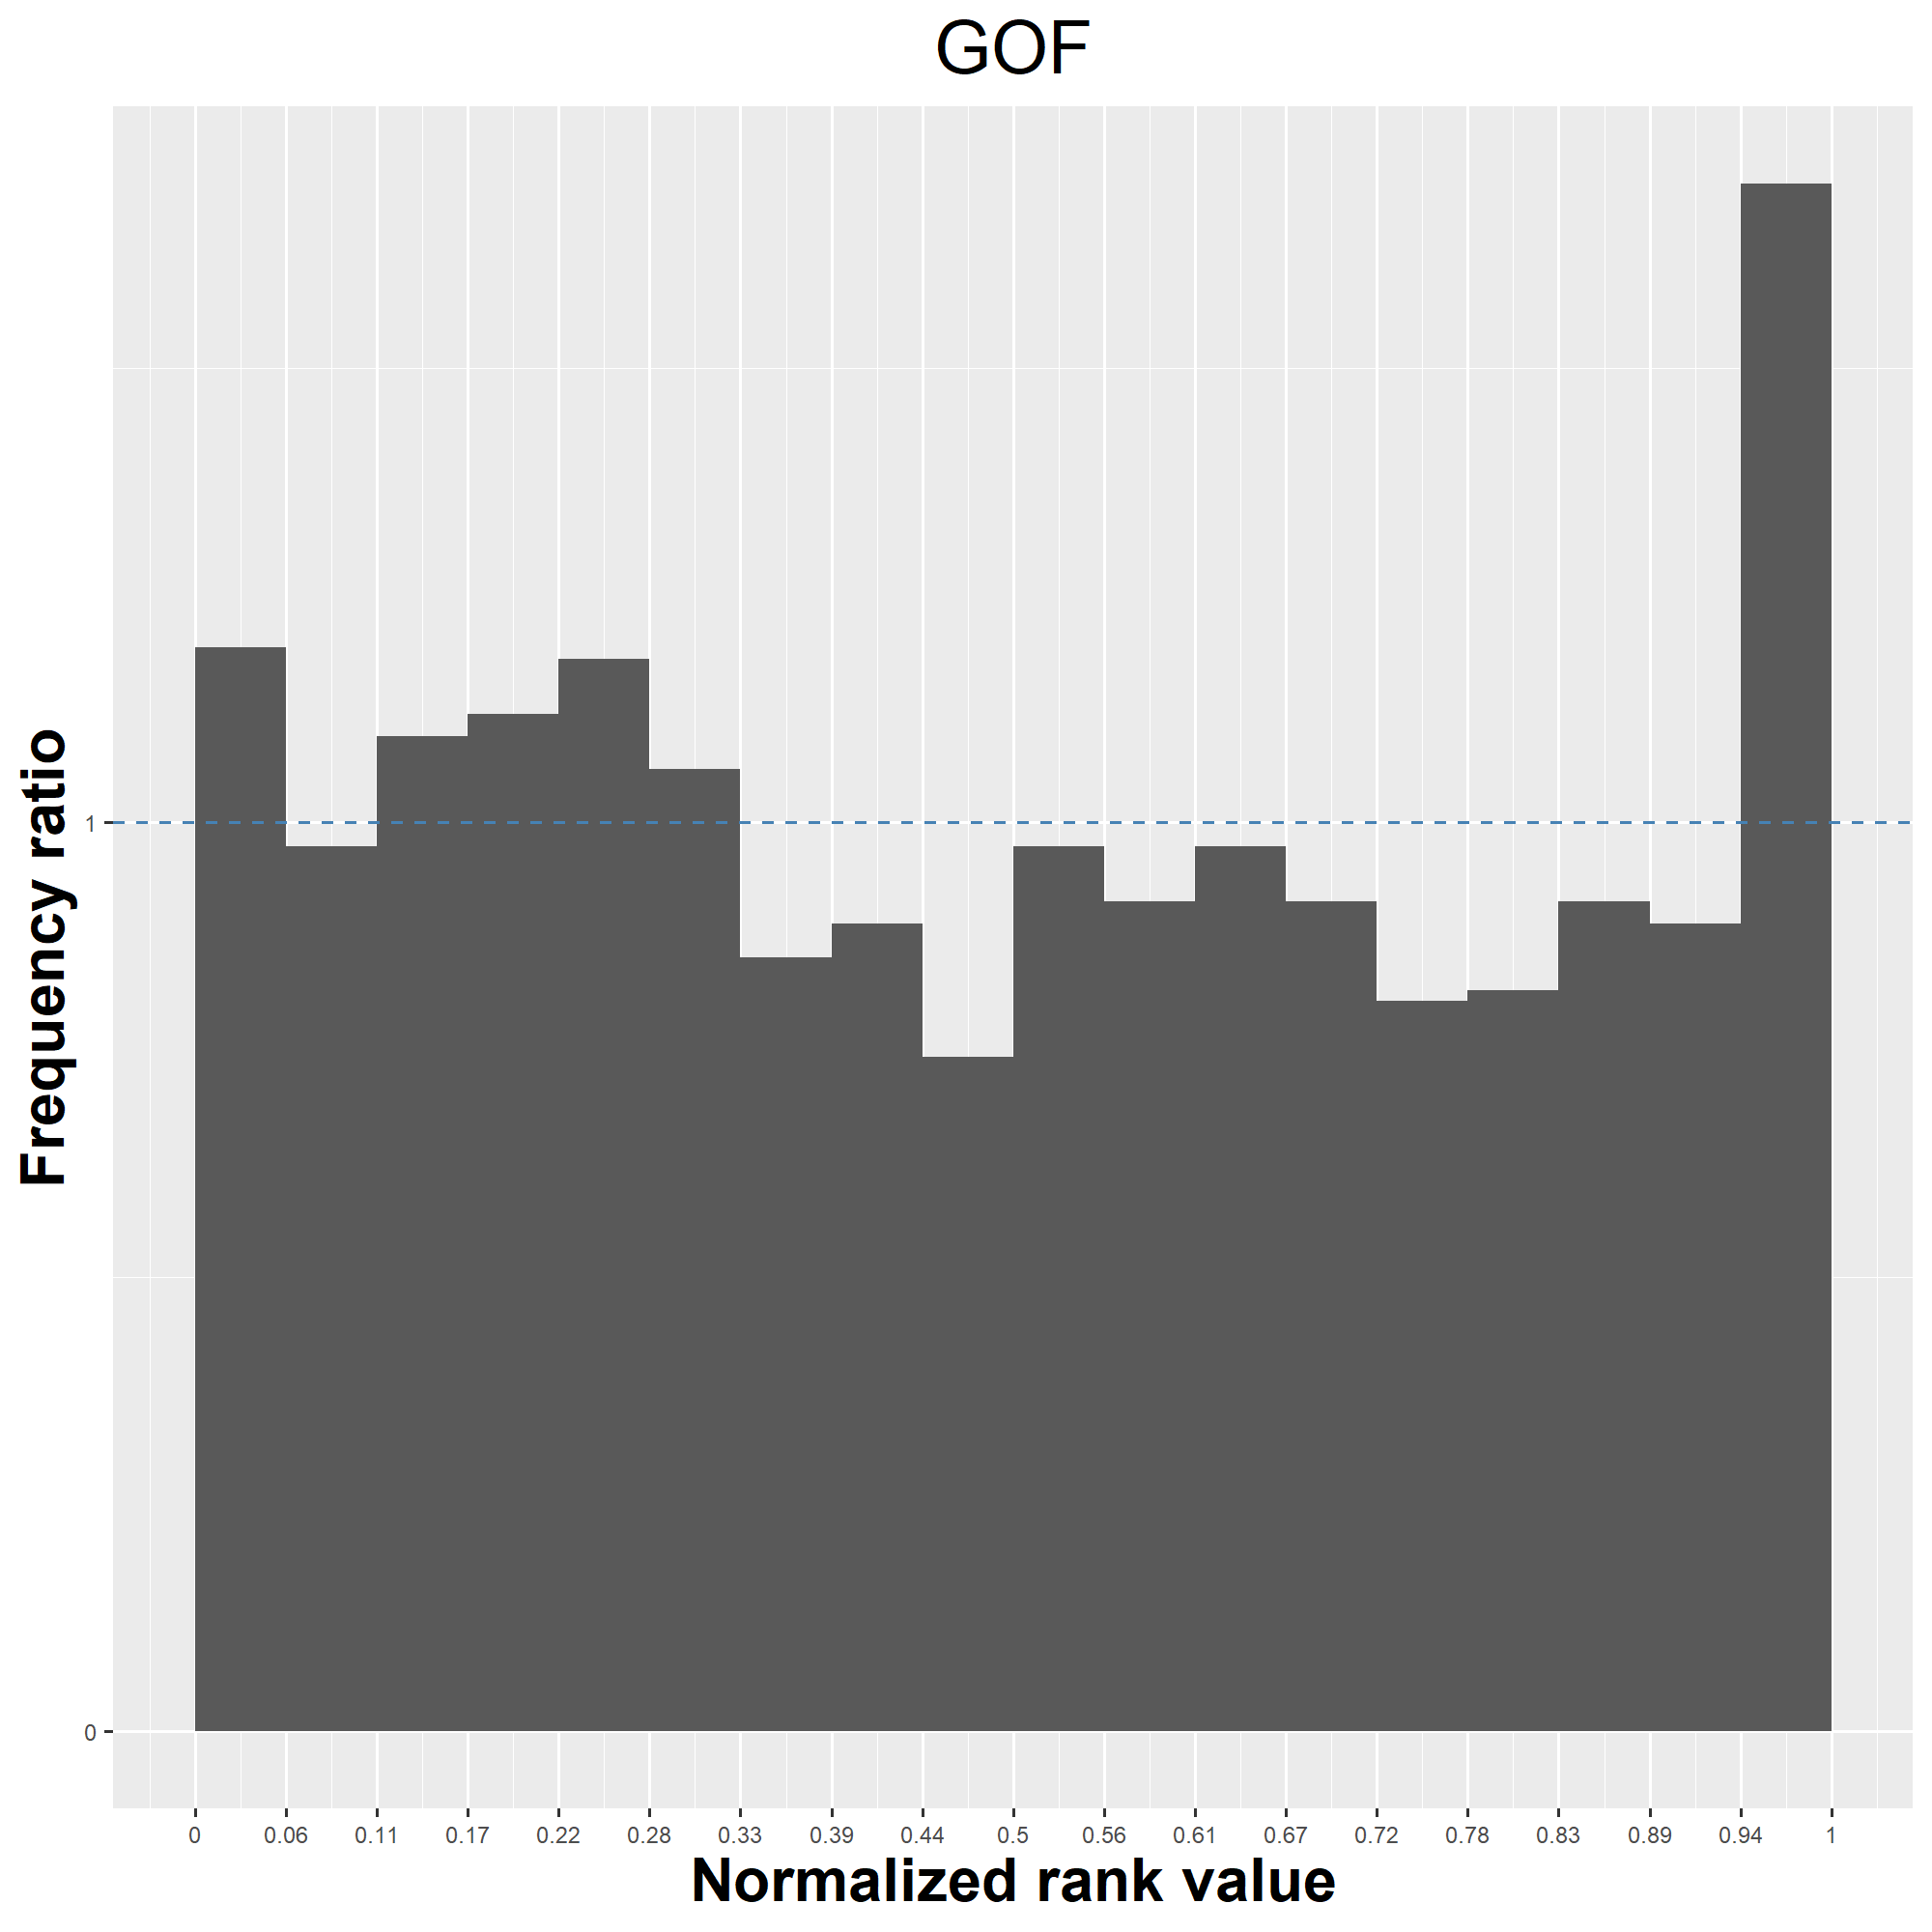 GOF
Frequency ratio
1
0
0 0.06 0.11 0.17 0.22 0.28 0.33 0.39 0.44 0.5 0.56 0.61 0.67 0.72 0.78 0.83 0.89 0.94 1
Normalized rank value